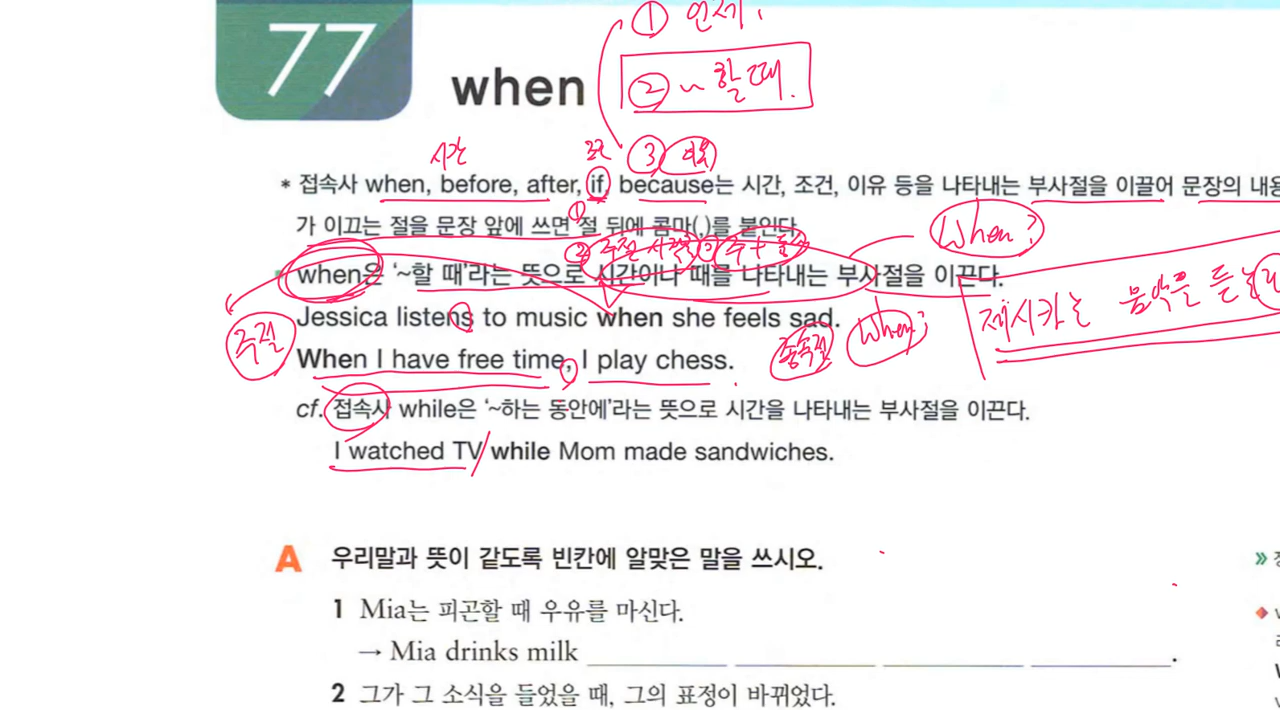 77
when
① 언제
② ~ 할 때.
③
시간
* 접속사 when, before, after, if, because는 시간, 조건, 이유 등을 나타내는 부사절을 이끌어 문장의 내용
가 이끄는 절을 문장 앞에 쓰면 절 뒤에 콤마(,)를 붙인다.
When?
when은 '~할 때'라는 뜻으로 시간이나 때를 나타내는 부사절을 이끈다.
제시카는 음악을 듣는
Jessica listens to music when she feels sad.
주절
종속절
When?
When I have free time, I play chess.
cf. 접속사 while은 '~하는 동안에'라는 뜻으로 시간을 나타내는 부사절을 이끈다.
I watched TV while Mom made sandwiches.
A 우리말과 뜻이 같도록 빈칸에 알맞은 말을 쓰시오.
1 Mia는 피곤할 때 우유를 마신다.
→ Mia drinks milk ____ ____ ____ ____.
2 그가 그 소식을 들었을 때, 그의 표정이 바뀌었다.